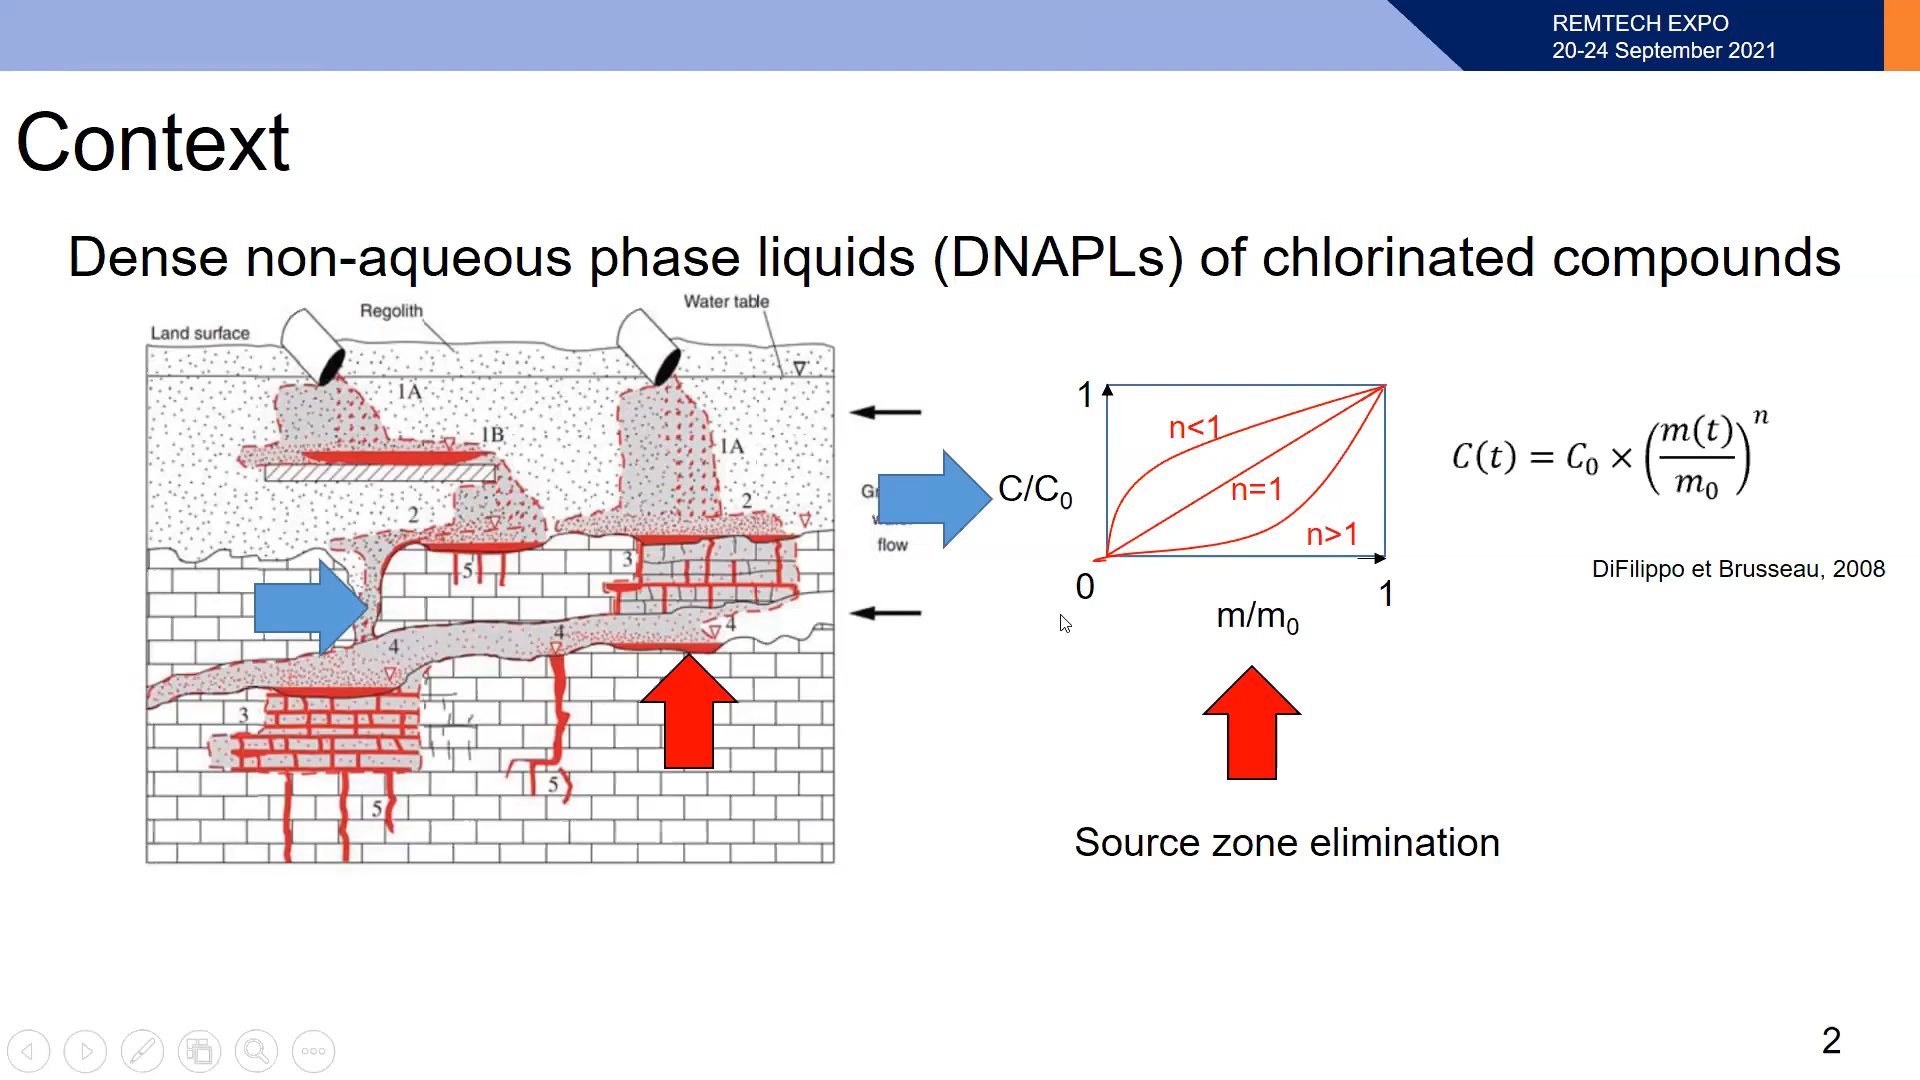 REMTECH EXPO
20-24 September 2021
Context
Dense non-aqueous phase liquids (DNAPLs) of chlorinated compounds
Land surface
Regolith
Water table
1A
1B
1A
2
2
3
5
4
4
4
3
5
5
flow
C/C₀
1
n<1
n=1
n>1
0
1
m/m₀
C(t) = C₀ × (m(t)/m₀)ⁿ
DiFilippo et Brusseau, 2008
Source zone elimination
2